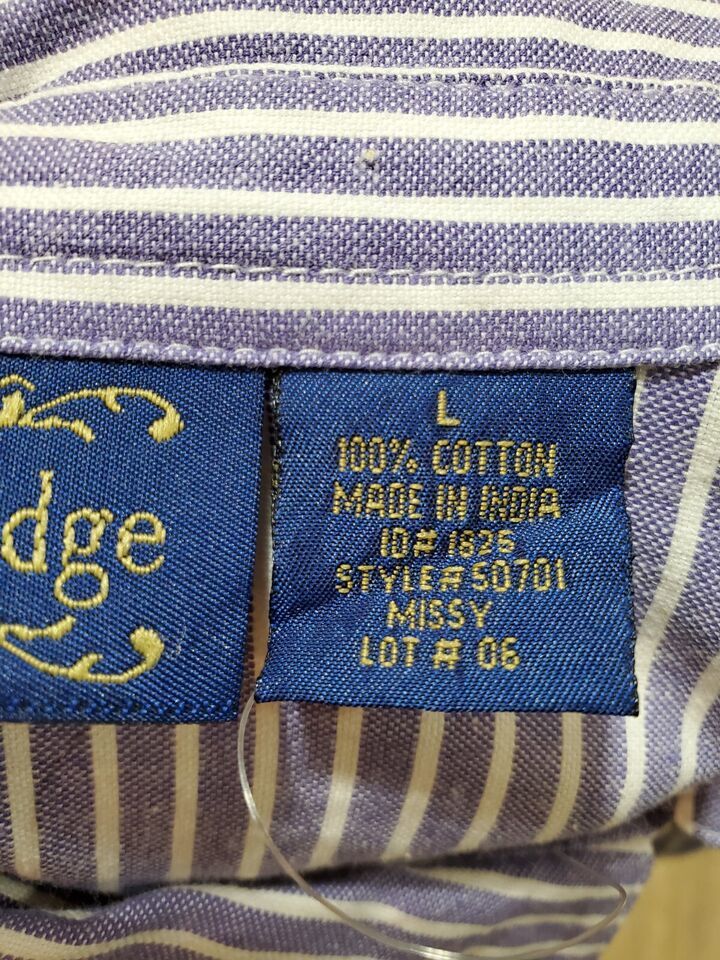 dge
L
100% COTTON
MADE IN INDIA
ID# 1825
STYLE# 50701
MISSY
LOT # 06